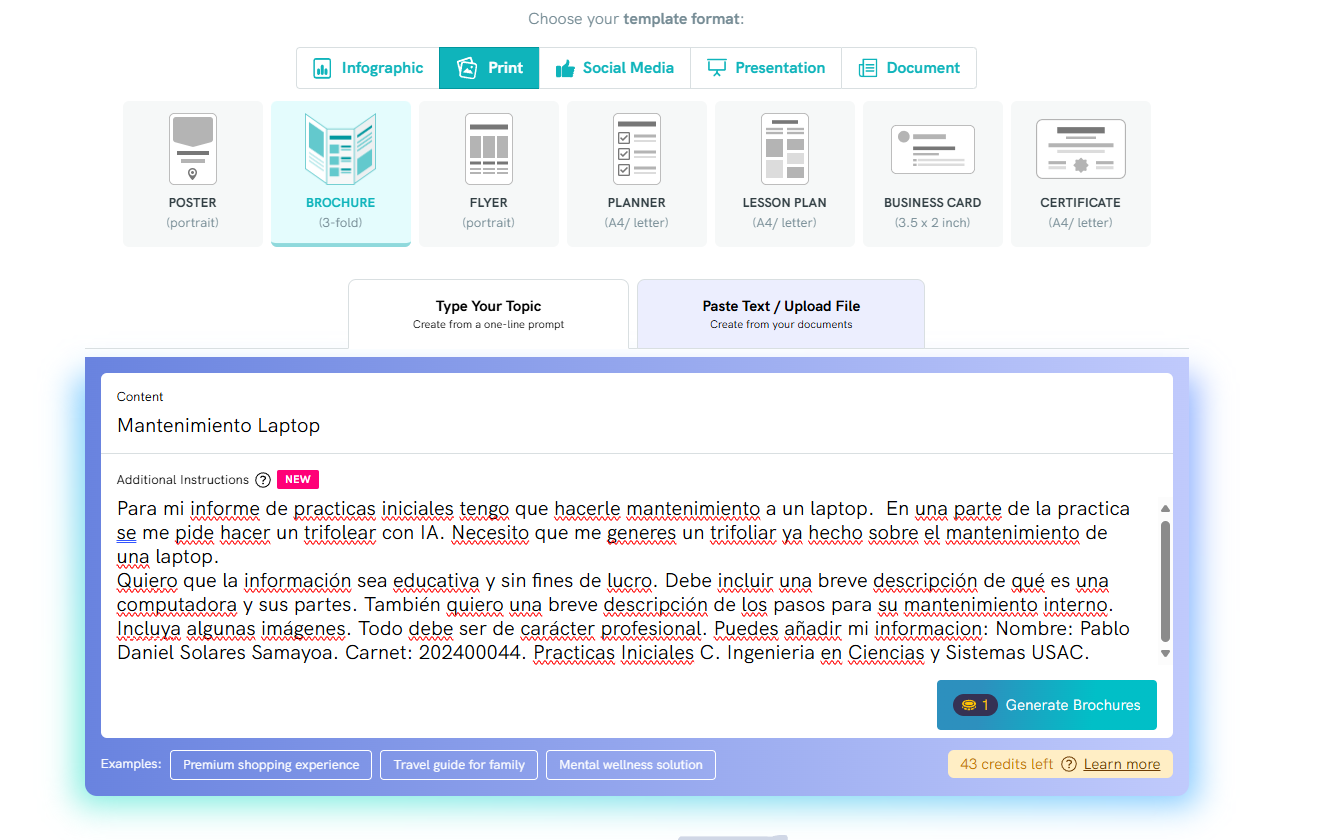 Choose your template format:
Infographic Print Social Media Presentation Document
POSTER BROCHURE FLYER PLANNER LESSON PLAN BUSINESS CARD CERTIFICATE
(portrait) (3-fold) (portrait) (A4/ letter) (A4/ letter) (3.5 x 2 inch) (A4/ letter)
Type Your Topic Paste Text / Upload File
Create from a one-line prompt Create from your documents
Content
Mantenimiento Laptop
Additional Instructions ? NEW
Para mi informe de practicas iniciales tengo que hacerle mantenimiento a un laptop.  En una parte de la practica
se me pide hacer un trifolear con IA. Necesito que me generes un trifoliar ya hecho sobre el mantenimiento de
una laptop.
Quiero que la información sea educativa y sin fines de lucro. Debe incluir una breve descripción de qué es una
computadora y sus partes. También quiero una breve descripción de los pasos para su mantenimiento interno.
Incluya algunas imágenes. Todo debe ser de carácter profesional. Puedes añadir mi informacion: Nombre: Pablo
Daniel Solares Samayoa. Carnet: 202400044. Practicas Iniciales C. Ingenieria en Ciencias y Sistemas USAC.
1 Generate Brochures
Examples: Premium shopping experience Travel guide for family Mental wellness solution 43 credits left ? Learn more